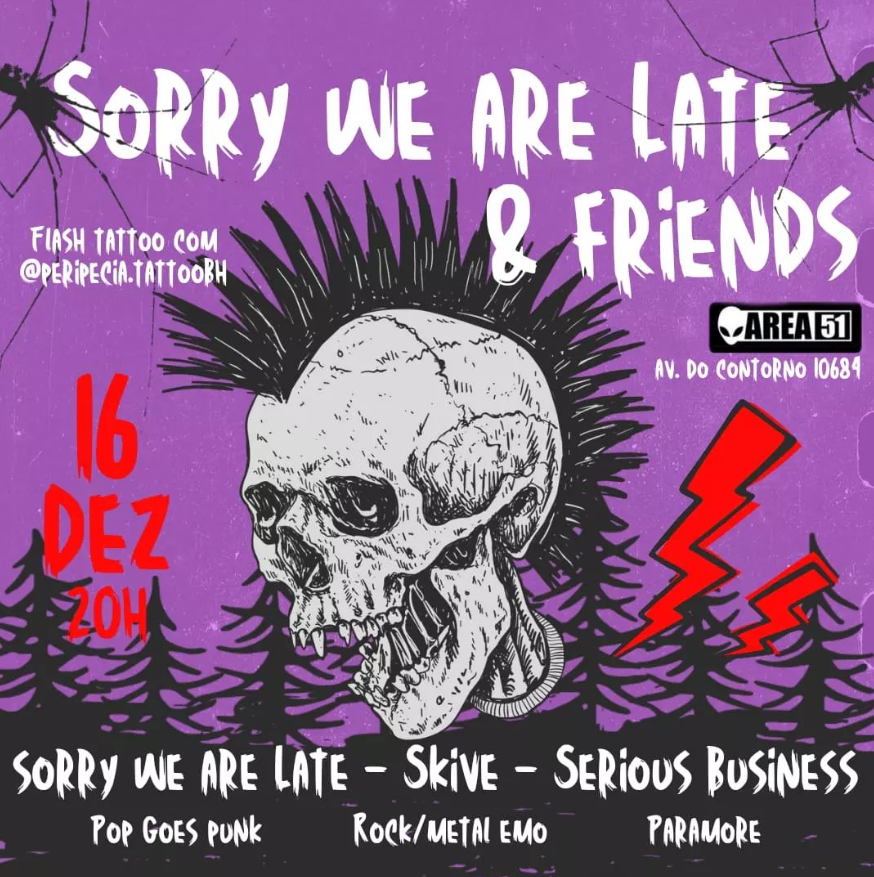 SORRY WE ARE LATE
& FRIENDS
FLASH TATTOO COM
@PERIPECIA.TATTOOBH
AREA 51
AV. DO CONTORNO 10684
16
DEZ
20H
SORRY WE ARE LATE - SKIVE - SERIOUS BUSINESS
POP GOES PUNK ROCK/METAL EMO PARAMORE